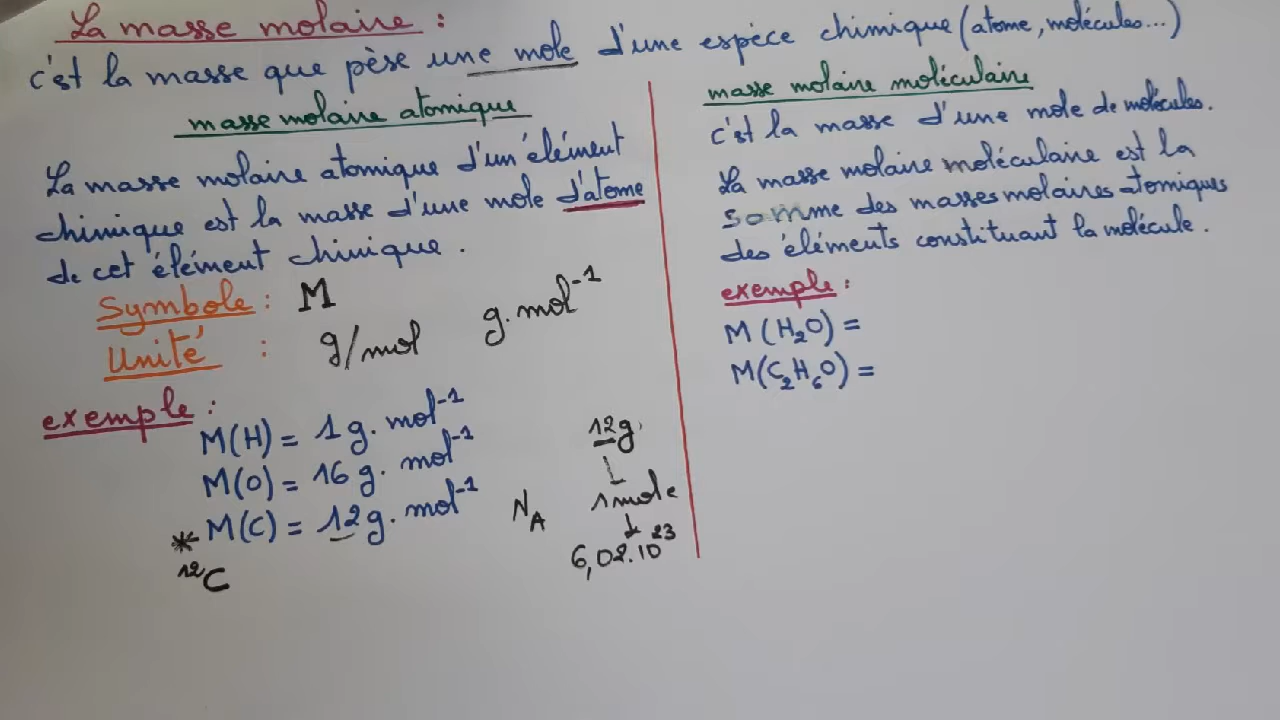 La masse molaire :
c'est la masse que pèse une mole d'une espèce chimique (atome, molécules...)
masse molaire atomique
La masse molaire atomique d'un élément
chimique est la masse d'une mole d'atome
de cet élément chimique.
Symbole : M
Unité : g/mol g.mol⁻¹
exemple :
M(H) = 1 g. mol⁻¹
M(O) = 16 g. mol⁻¹
* M(C) = 12 g. mol⁻¹
¹²C
N_A
12g
1 mole
6,02.10²³
masse molaire moléculaire
c'est la masse d'une mole de molécules.
La masse molaire moléculaire est la
somme des masses molaires atomiques
des éléments constituant la molécule.
exemple :
M(H₂O) =
M(C₂H₆O) =